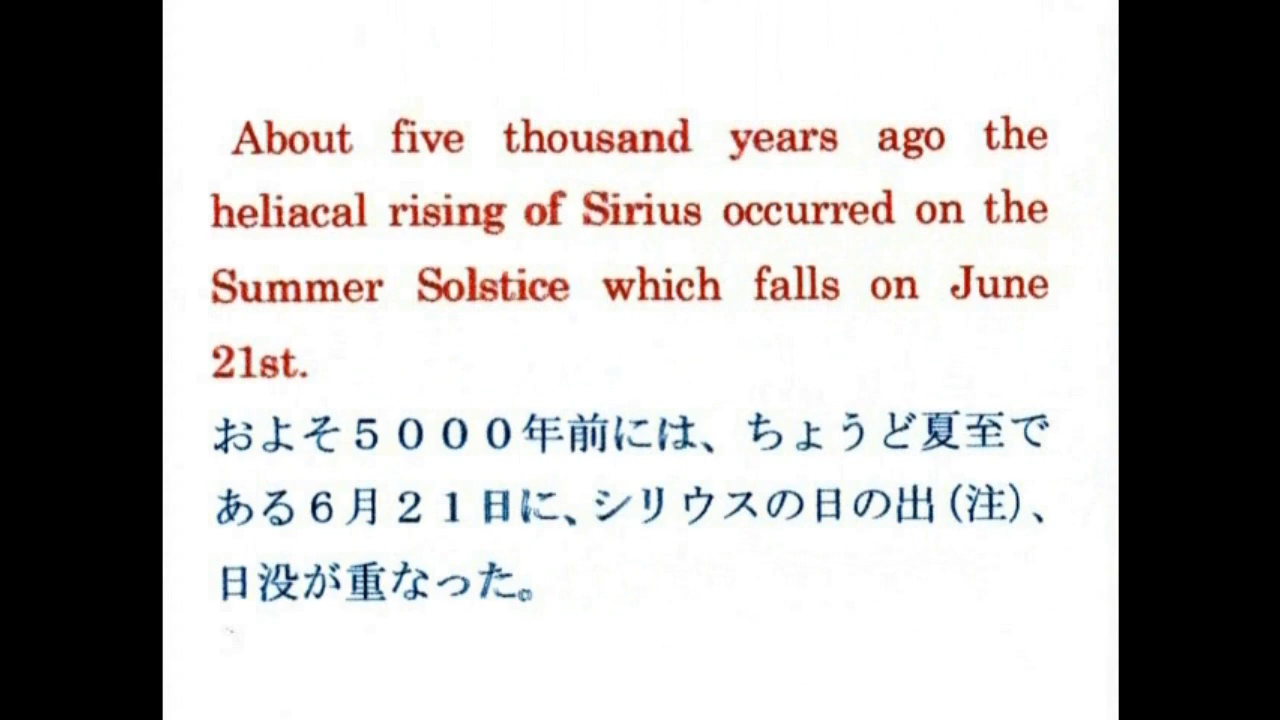 About five thousand years ago the
heliacal rising of Sirius occurred on the
Summer Solstice which falls on June
21st.
およそ５０００年前には、ちょうど夏至で
ある６月２１日に、シリウスの日の出（注）、
日没が重なった。